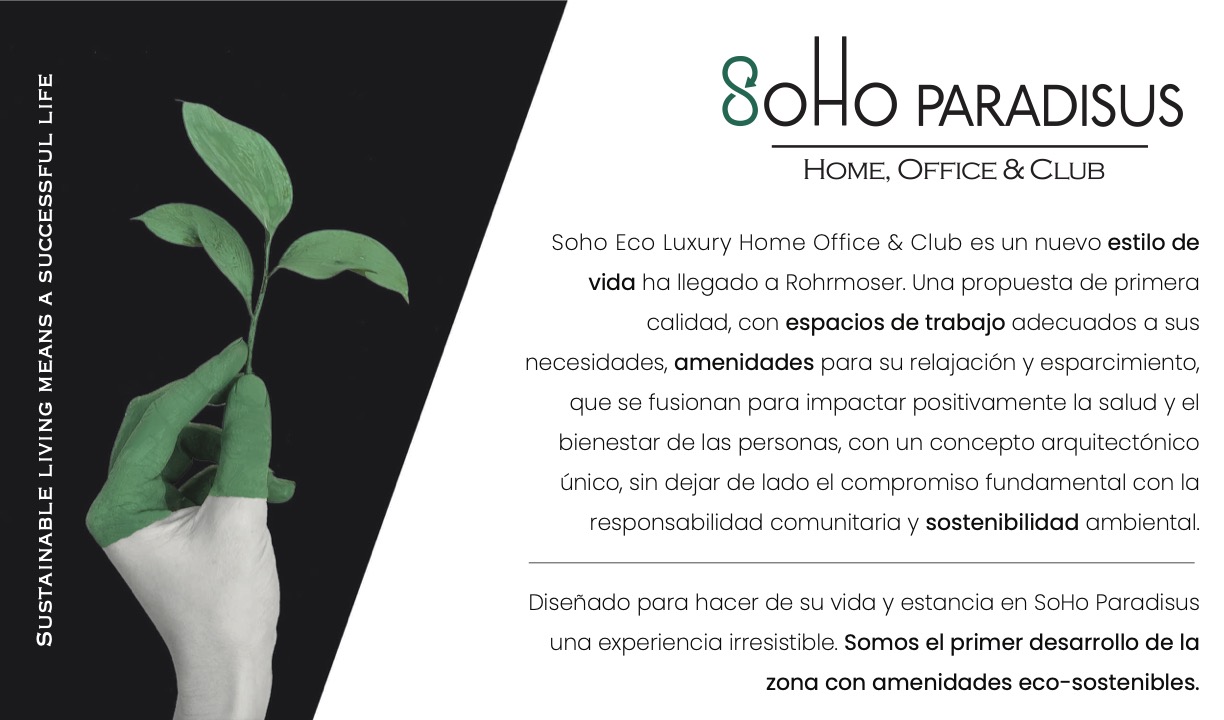 SUSTAINABLE LIVING MEANS A SUCCESSFUL LIFE
SoHo PARADISUS
HOME, OFFICE & CLUB
Soho Eco Luxury Home Office & Club es un nuevo estilo de
vida ha llegado a Rohrmoser. Una propuesta de primera
calidad, con espacios de trabajo adecuados a sus
necesidades, amenidades para su relajación y esparcimiento,
que se fusionan para impactar positivamente la salud y el
bienestar de las personas, con un concepto arquitectónico
único, sin dejar de lado el compromiso fundamental con la
responsabilidad comunitaria y sostenibilidad ambiental.
Diseñado para hacer de su vida y estancia en SoHo Paradisus
una experiencia irresistible. Somos el primer desarrollo de la
zona con amenidades eco-sostenibles.